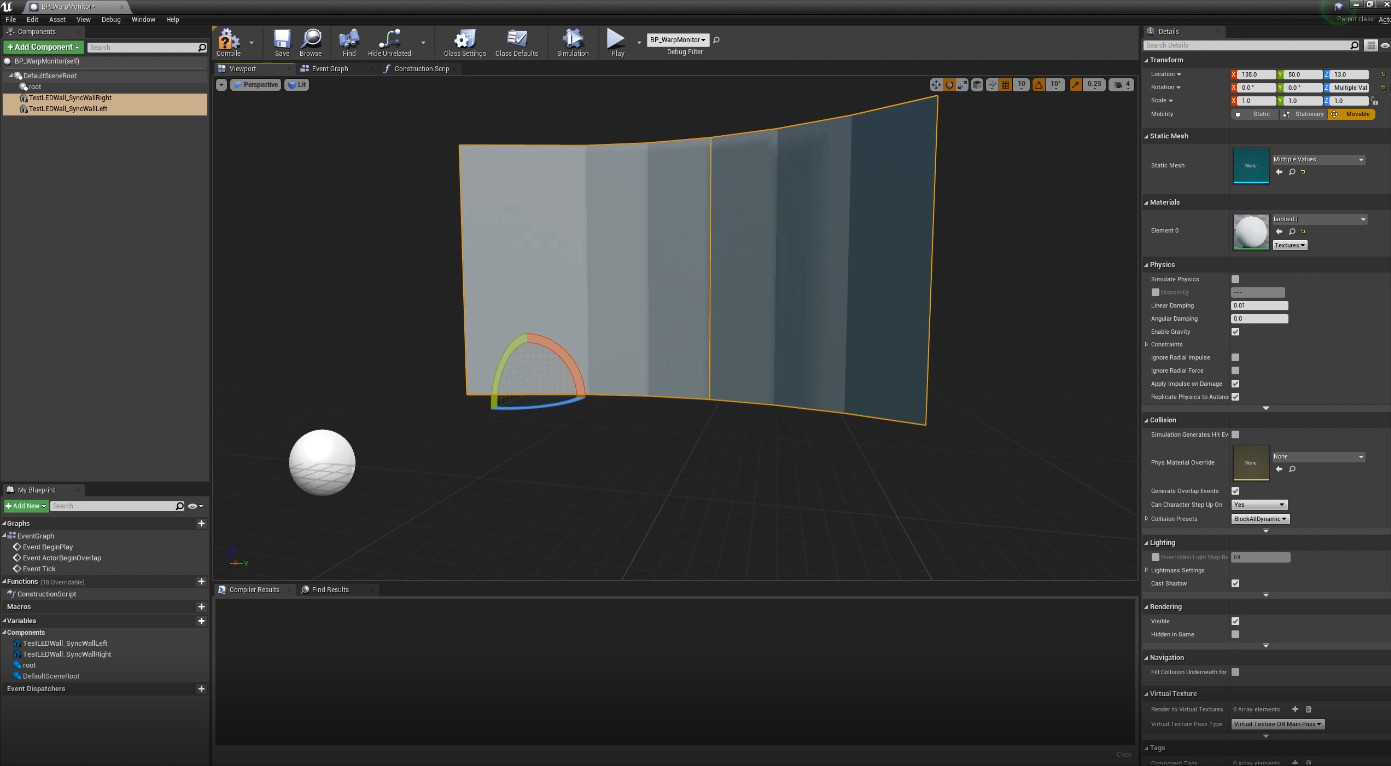 BP_WarpMonitor
File Edit Asset View Debug Window Help
Parent class: Acto
Components
Add Component
Search
BP_WarpMonitor(self)
DefaultSceneRoot
root
TestLEDWall_SyncWallRight
TestLEDWall_SyncWallLeft
Compile
Save
Browse
Find
Hide Unrelated
Class Settings
Class Defaults
Simulation
Play
BP_WarpMonitor
Debug Filter
Viewport
Event Graph
Construction Scrip
Perspective
Lit
10
10°
0.25
4
Y
My Blueprint
Add New
Search
Graphs
EventGraph
Event BeginPlay
Event ActorBeginOverlap
Event Tick
Functions (18 Overridable)
ConstructionScript
Macros
Variables
Components
TestLEDWall_SyncWallLeft
TestLEDWall_SyncWallRight
root
DefaultSceneRoot
Event Dispatchers
Compiler Results
Find Results
Clear
Details
Search Details
Transform
Location X 135.0 Y 50.0 Z 13.0
Rotation X 0.0° Y 0.0° Z Multiple Val
Scale X 1.0 Y 1.0 Z 1.0
Mobility Static Stationary Movable
Static Mesh
Static Mesh None Multiple Values
Materials
Element 0
Textures
Physics
Simulate Physics
MassInKg ---
Linear Damping 0.01
Angular Damping 0.0
Enable Gravity
Constraints
Ignore Radial Impulse
Ignore Radial Force
Apply Impulse on Damage
Replicate Physics to Autono
Collision
Simulation Generates Hit Ev
Phys Material Override None None
Generate Overlap Events
Can Character Step Up On Yes
Collision Presets BlockAllDynamic
Lighting
Overridden Light Map Re 64
Lightmass Settings
Cast Shadow
Rendering
Visible
Hidden in Game
Navigation
Fill Collision Underneath for
Virtual Texture
Render to Virtual Textures 0 Array elements
Virtual Texture Pass Type Virtual Texture OR Main Pass
Tags
Component Tags 0 Array elements